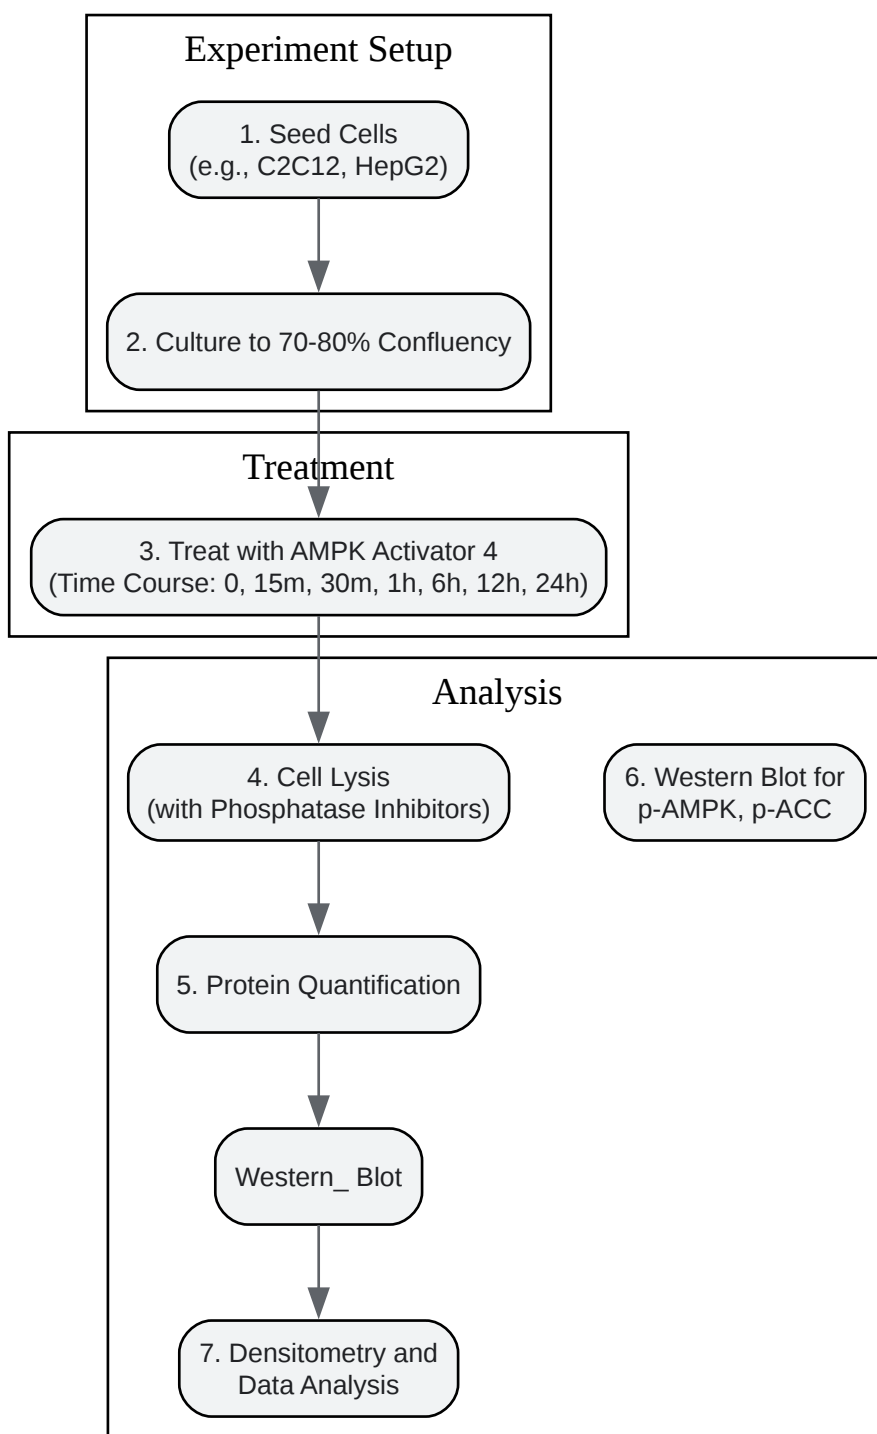 Experiment Setup
1. Seed Cells
(e.g., C2C12, HepG2)
2. Culture to 70-80% Confluency
Treatment
3. Treat with AMPK Activator 4
(Time Course: 0, 15m, 30m, 1h, 6h, 12h, 24h)
Analysis
4. Cell Lysis
(with Phosphatase Inhibitors)
6. Western Blot for
p-AMPK, p-ACC
5. Protein Quantification
Western_ Blot
7. Densitometry and
Data Analysis